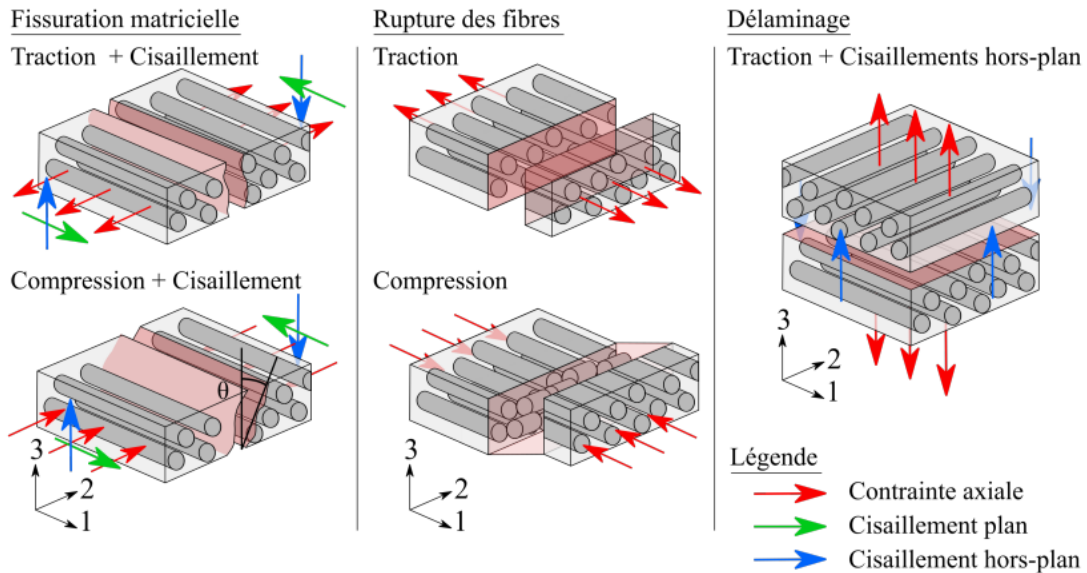 Fissuration matricielle
Traction + Cisaillement
Compression + Cisaillement
θ
3
2
1
Rupture des fibres
Traction
Compression
3
2
1
Délaminage
Traction + Cisaillements hors-plan
3
2
1
Légende
Contrainte axiale
Cisaillement plan
Cisaillement hors-plan